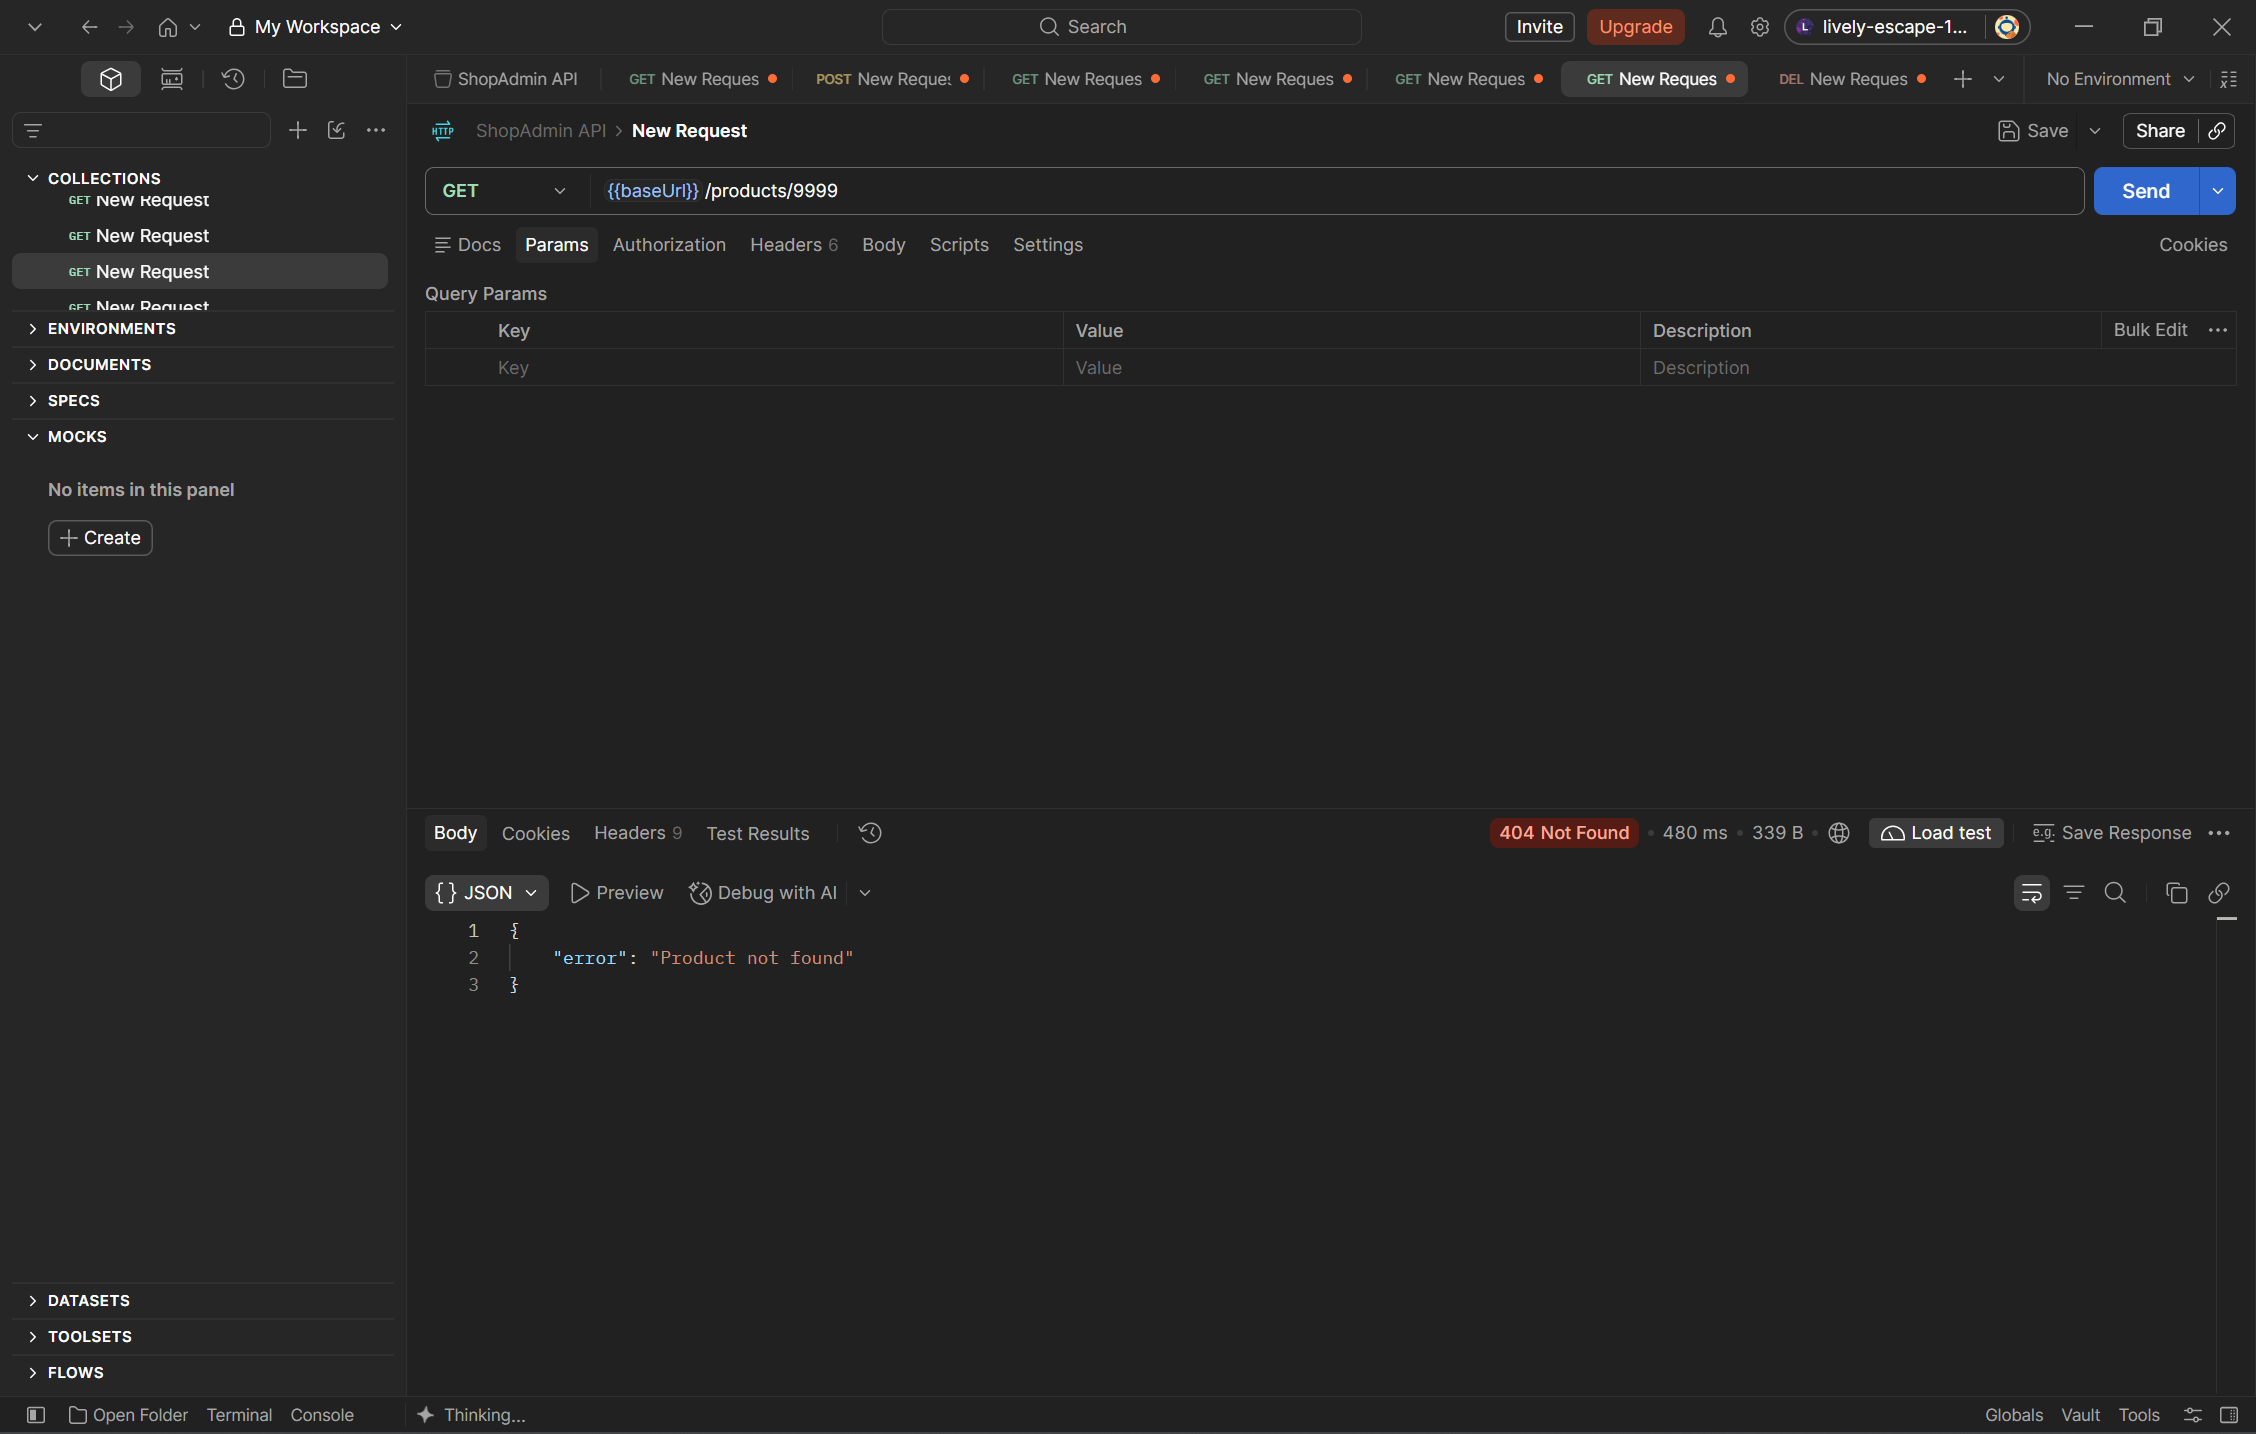 My Workspace
Search
Invite
Upgrade
L
lively-escape-1...
ShopAdmin API
GET New Reques
POST New Reques
GET New Reques
GET New Reques
GET New Reques
GET New Reques
DEL New Reques
No Environment
HTTP
ShopAdmin API > New Request
Save
Share
COLLECTIONS
GET New Request
GET New Request
GET New Request
GET New Request
ENVIRONMENTS
DOCUMENTS
SPECS
MOCKS
No items in this panel
Create
DATASETS
TOOLSETS
FLOWS
GET
{{baseUrl}}/products/9999
Send
Docs
Params
Authorization
Headers 6
Body
Scripts
Settings
Cookies
Query Params
Key
Value
Description
Bulk Edit
Key
Value
Description
Body
Cookies
Headers 9
Test Results
404 Not Found
480 ms
339 B
Load test
e.g.
Save Response
{} JSON
Preview
Debug with AI
1 {
2 "error": "Product not found"
3 }
Open Folder
Terminal
Console
Thinking...
Globals
Vault
Tools